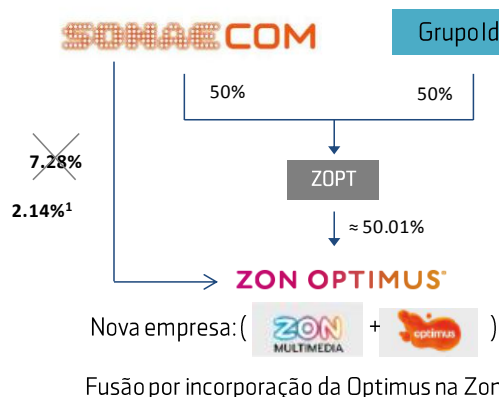 SONAECOM
Grupo Id
50%
50%
7.28%
ZOPT
2.14%¹
≈ 50.01%
ZON OPTIMUS
Nova empresa: ( ZON MULTIMEDIA + optimus )
Fusão por incorporação da Optimus na Zon